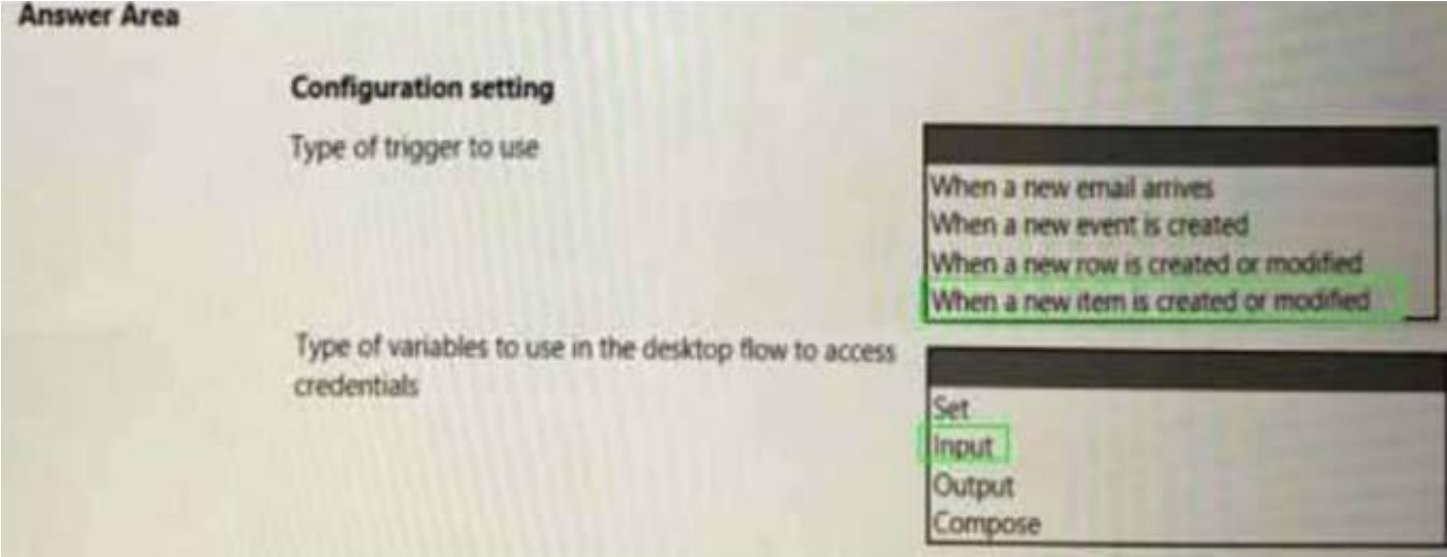 Answer Area
Configuration setting
Type of trigger to use
When a new email arrives
When a new event is created
When a new row is created or modified
When a new item is created or modified
Type of variables to use in the desktop flow to access
credentials
Set
Input
Output
Compose